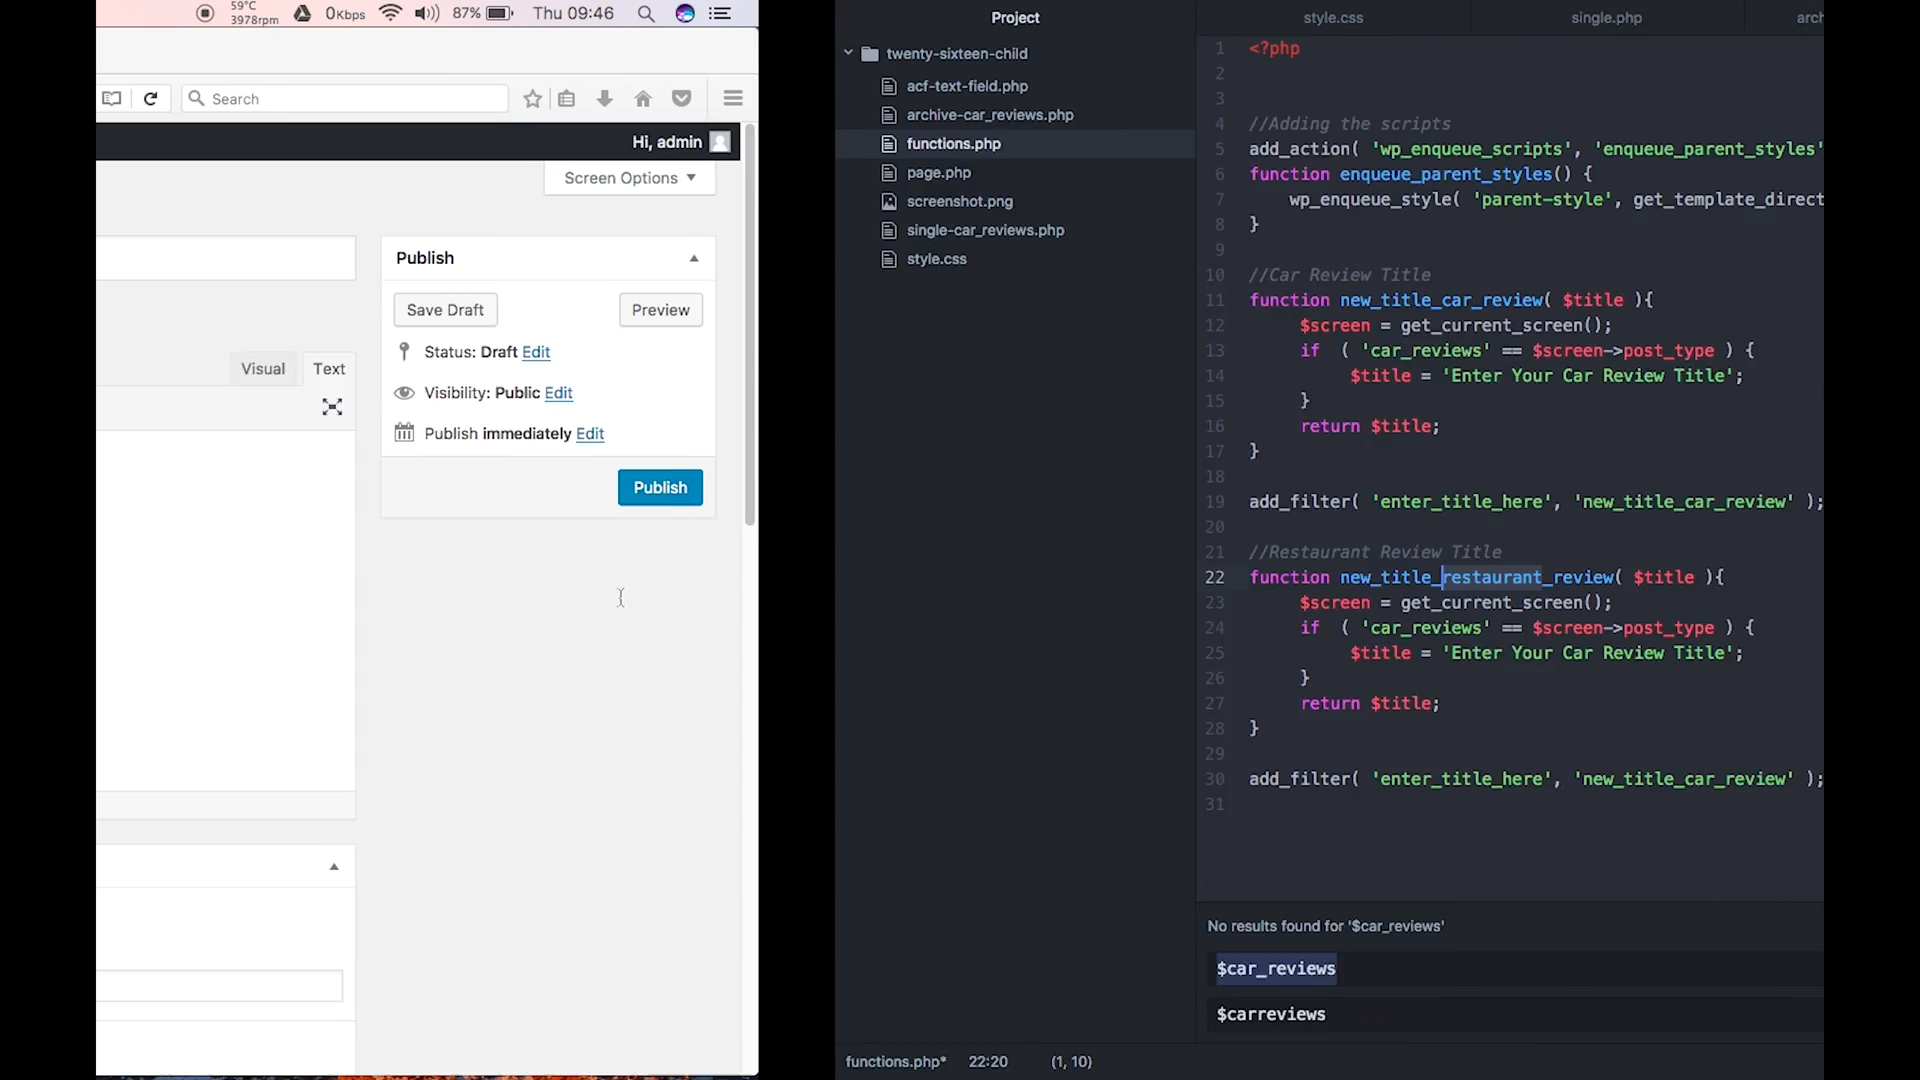 59°C
3978rpm
0Kbps
87%
Thu 09:46
Search
Hi, admin
Screen Options ▼
Publish
Save Draft
Preview
Status: Draft Edit
Visibility: Public Edit
Publish immediately Edit
Publish
Visual
Text
Project
twenty-sixteen-child
acf-text-field.php
archive-car_reviews.php
functions.php
page.php
screenshot.png
single-car_reviews.php
style.css
style.css
single.php
arch
1 <?php
2
3
4 //Adding the scripts
5 add_action( 'wp_enqueue_scripts', 'enqueue_parent_styles'
6 function enqueue_parent_styles() {
7 wp_enqueue_style( 'parent-style', get_template_direct
8 }
9
10 //Car Review Title
11 function new_title_car_review( $title ){
12 $screen = get_current_screen();
13 if ( 'car_reviews' == $screen->post_type ) {
14 $title = 'Enter Your Car Review Title';
15 }
16 return $title;
17 }
18
19 add_filter( 'enter_title_here', 'new_title_car_review' );
20
21 //Restaurant Review Title
22 function new_title_restaurant_review( $title ){
23 $screen = get_current_screen();
24 if ( 'car_reviews' == $screen->post_type ) {
25 $title = 'Enter Your Car Review Title';
26 }
27 return $title;
28 }
29
30 add_filter( 'enter_title_here', 'new_title_car_review' );
31
No results found for '$car_reviews'
$car_reviews
$carreviews
functions.php* 22:20 (1, 10)